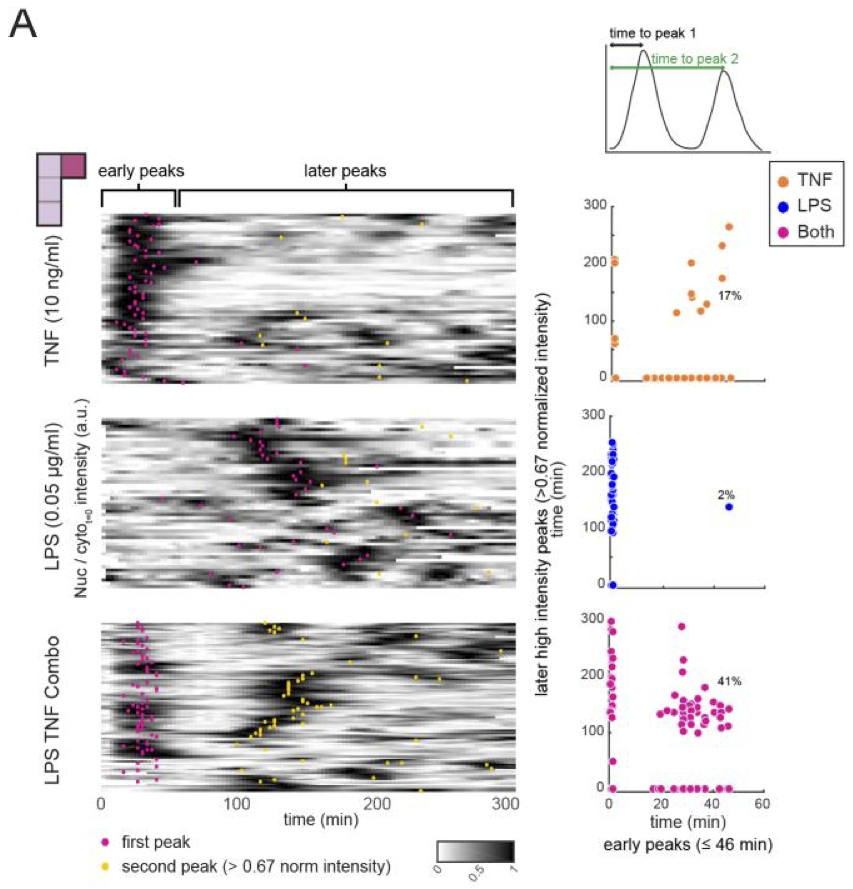 A
time to peak 1
time to peak 2
early peaks
later peaks
TNF
LPS
Both
TNF (10 ng/ml)
LPS (0.05 µg/ml)
LPS TNF Combo
Nuc / cyto t=0 intensity (a.u.)
0
100
200
300
time (min)
first peak
second peak (> 0.67 norm intensity)
0
0.5
1
later high intensity peaks (>0.67 normalized intensity)
time (min)
300
200
100
0
17%
300
200
100
0
2%
300
200
100
0
41%
0
20
40
60
time (min)
early peaks (≤ 46 min)